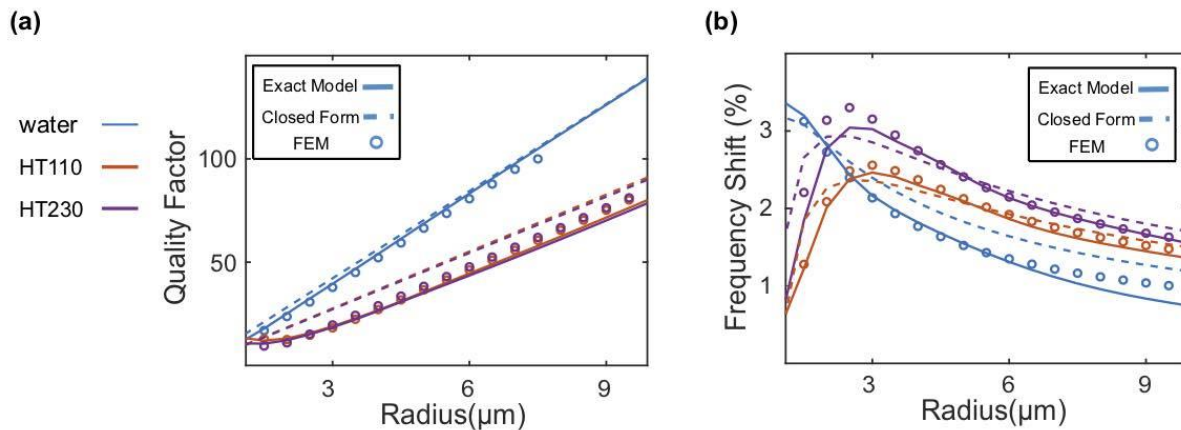 (a)
water
HT110
HT230
Quality Factor
100
50
Exact Model
Closed Form
FEM
3
6
9
Radius(μm)
(b)
Frequency Shift (%)
3
2
1
Exact Model
Closed Form
FEM
3
6
9
Radius(μm)